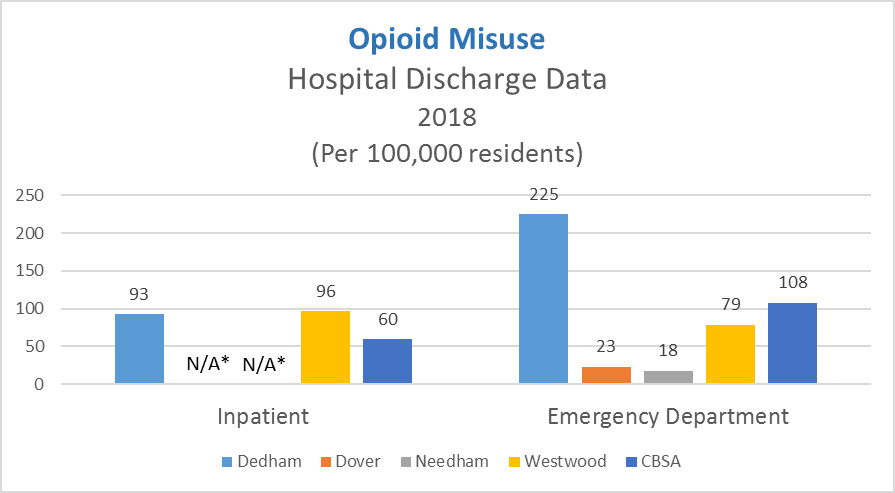 Opioid Misuse
Hospital Discharge Data
2018
(Per 100,000 residents)
250
200
150
100
50
0
93
N/A*
N/A*
96
60
225
23
18
79
108
Inpatient
Emergency Department
Dedham
Dover
Needham
Westwood
CBSA